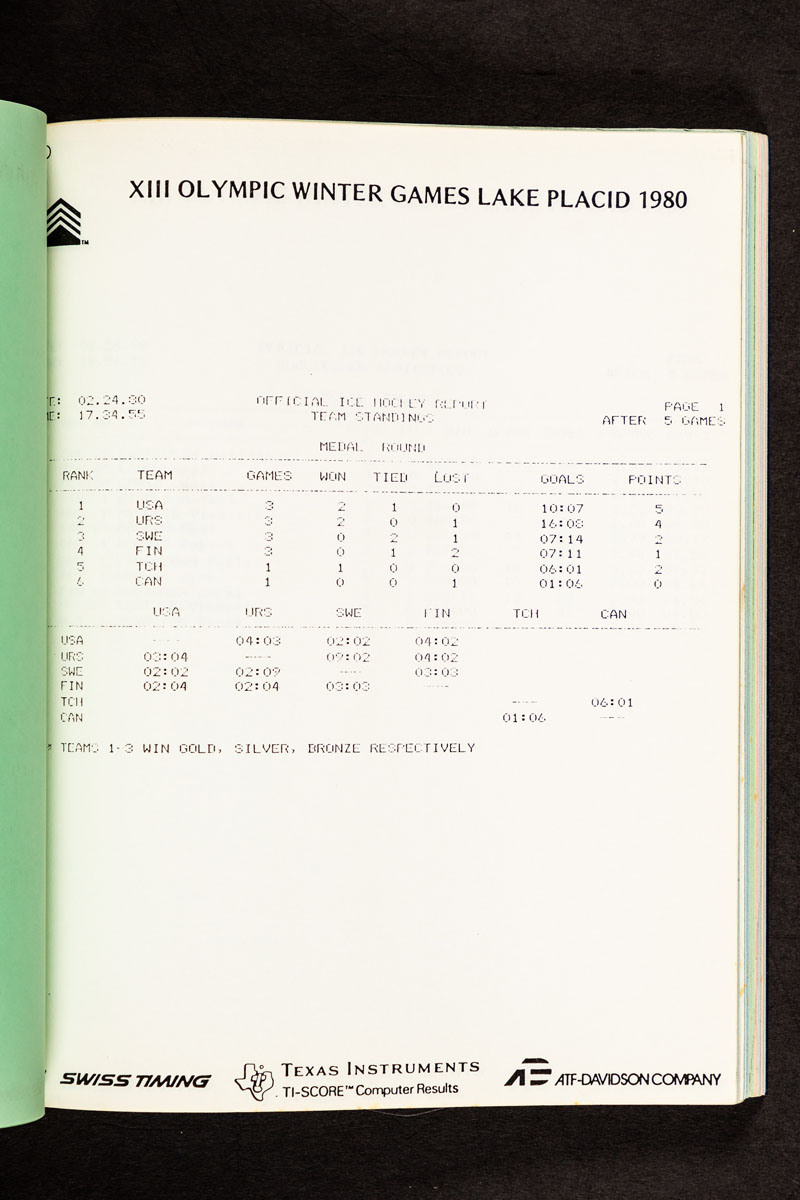 XIII OLYMPIC WINTER GAMES LAKE PLACID 1980
TM
E: 02.24.80 OFFICIAL ICE HOCKEY REPORT PAGE 1
E: 17.34.55 TEAM STANDINGS AFTER 5 GAMES
MEDAL ROUND
RANK TEAM GAMES WON TIED LOST GOALS POINTS
1 USA 3 2 1 0 10:07 5
2 URS 3 2 0 1 16:08 4
3 SWE 3 0 2 1 07:14 2
4 FIN 3 0 1 2 07:11 1
5 TCH 1 1 0 0 06:01 2
6 CAN 1 0 0 1 01:06 0
USA URS SWE FIN TCH CAN
USA ---- 04:03 02:02 04:02
URS 03:04 ---- 09:02 04:02
SWE 02:02 02:09 ---- 03:03
FIN 02:04 02:04 03:03 ----
TCH ---- 06:01
CAN 01:06 ----
* TEAMS 1-3 WIN GOLD, SILVER, BRONZE RESPECTIVELY
SWISS TIMING
TEXAS INSTRUMENTS
TI-SCORE™ Computer Results
ATF-DAVIDSON COMPANY